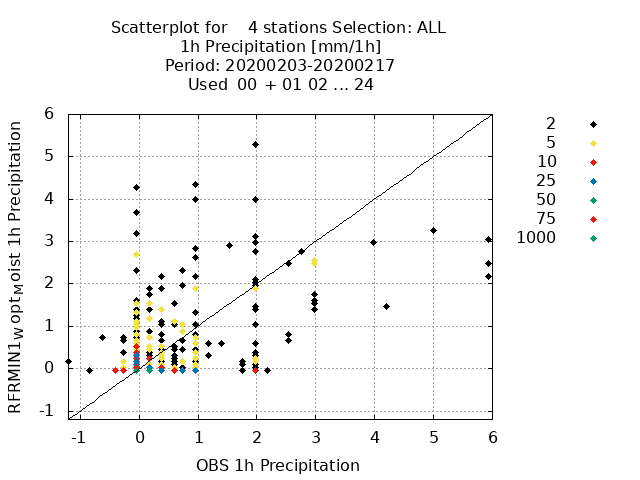 Scatterplot for    4 stations Selection: ALL
1h Precipitation [mm/1h]
Period: 20200203-20200217
Used  00  + 01 02 ... 24
RFRMIN1WoptMoist 1h Precipitation
6
5
4
3
2
1
0
-1
-1 0 1 2 3 4 5 6
OBS 1h Precipitation
2
5
10
25
50
75
1000